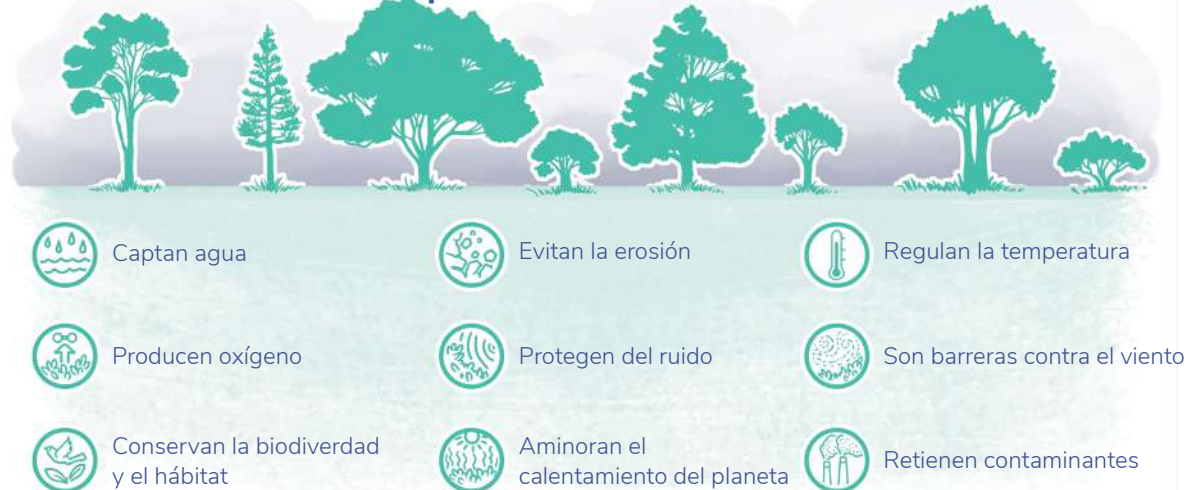 Captan agua
Evitan la erosión
Regulan la temperatura
Producen oxígeno
Protegen del ruido
Son barreras contra el viento
Conservan la biodiverdad
y el hábitat
Aminoran el
calentamiento del planeta
Retienen contaminantes